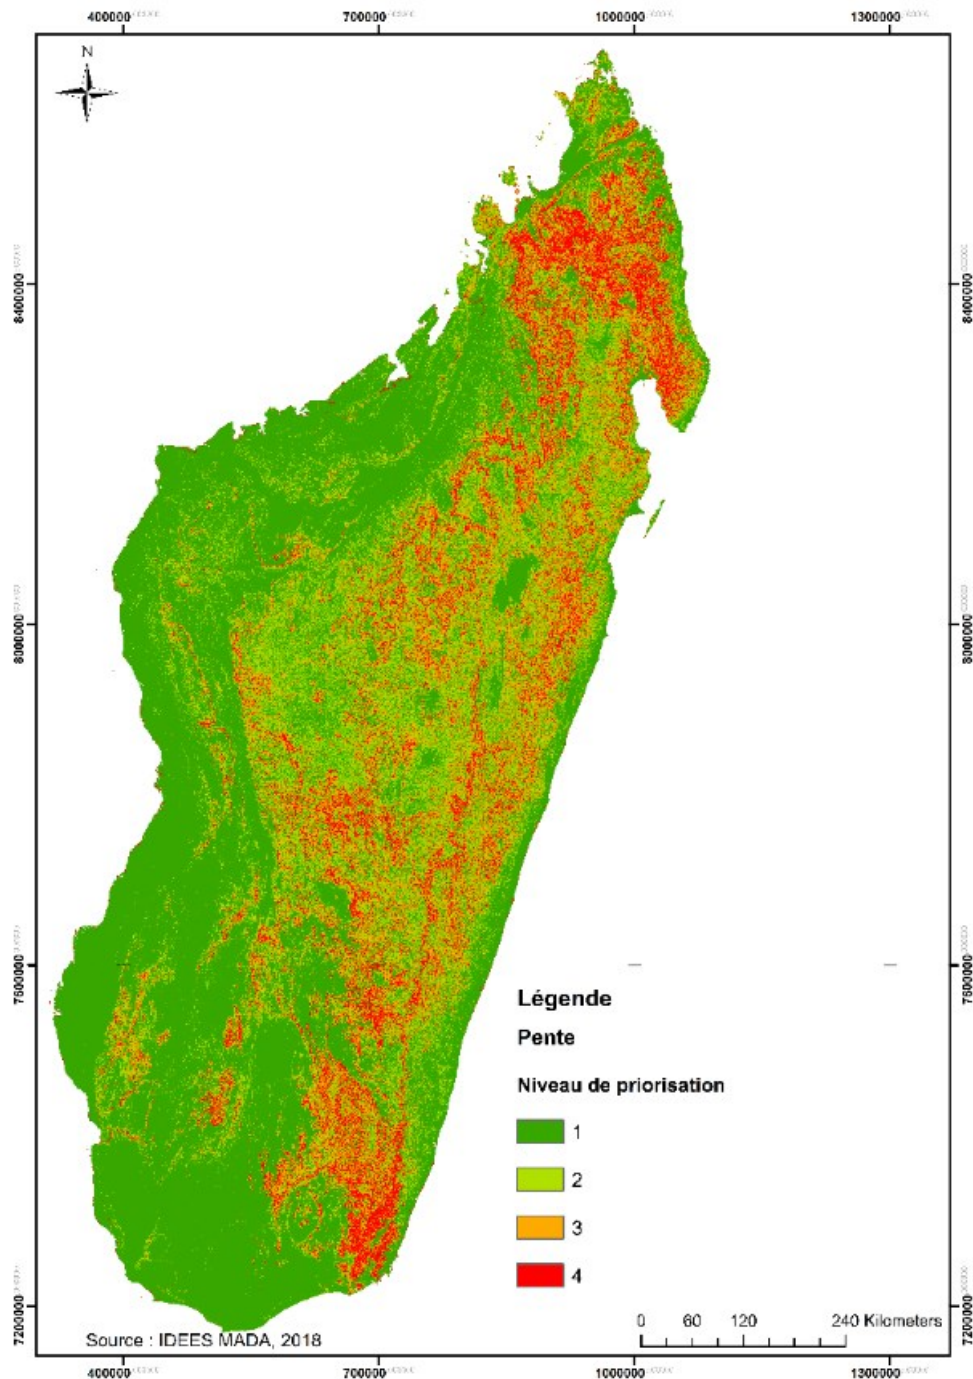 400000 700000 1000000 1300000
N
8400000 8400000
8000000 8000000
7600000 7600000
Légende
Pente
Niveau de priorisation
1
2
3
4
0 60 120 240 Kilometers
Source : IDEES MADA, 2018
7200000 7200000
400000 700000 1000000 1300000